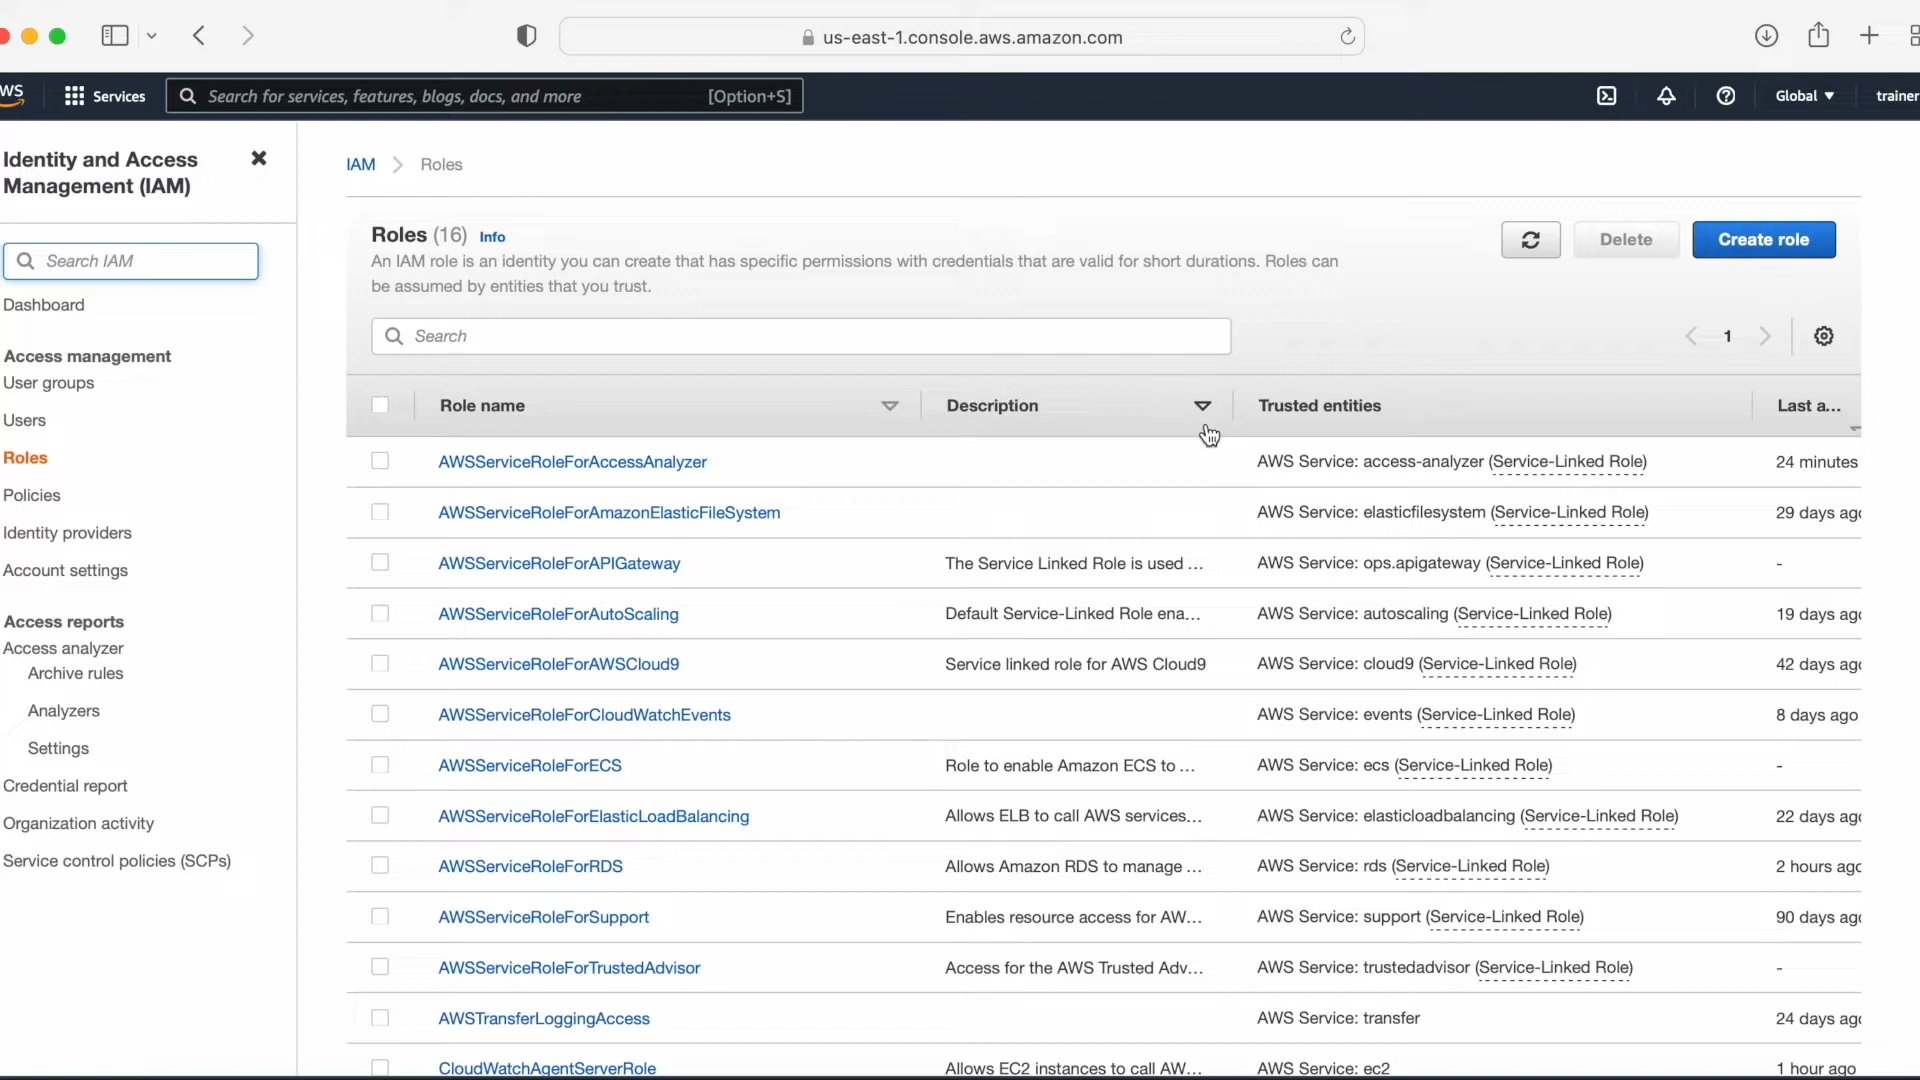 us-east-1.console.aws.amazon.com
Services
Search for services, features, blogs, docs, and more [Option+S]
Global
trainer
Identity and Access
Management (IAM)
Search IAM
Dashboard
Access management
User groups
Users
Roles
Policies
Identity providers
Account settings
Access reports
Access analyzer
Archive rules
Analyzers
Settings
Credential report
Organization activity
Service control policies (SCPs)
IAM > Roles
Roles (16) Info
An IAM role is an identity you can create that has specific permissions with credentials that are valid for short durations. Roles can
be assumed by entities that you trust.
Delete
Create role
Search
1
Role name Description Trusted entities Last a...
AWSServiceRoleForAccessAnalyzer AWS Service: access-analyzer (Service-Linked Role) 24 minutes
AWSServiceRoleForAmazonElasticFileSystem AWS Service: elasticfilesystem (Service-Linked Role) 29 days ago
AWSServiceRoleForAPIGateway The Service Linked Role is used ... AWS Service: ops.apigateway (Service-Linked Role) -
AWSServiceRoleForAutoScaling Default Service-Linked Role ena... AWS Service: autoscaling (Service-Linked Role) 19 days ago
AWSServiceRoleForAWSCloud9 Service linked role for AWS Cloud9 AWS Service: cloud9 (Service-Linked Role) 42 days ago
AWSServiceRoleForCloudWatchEvents AWS Service: events (Service-Linked Role) 8 days ago
AWSServiceRoleForECS Role to enable Amazon ECS to ... AWS Service: ecs (Service-Linked Role) -
AWSServiceRoleForElasticLoadBalancing Allows ELB to call AWS services... AWS Service: elasticloadbalancing (Service-Linked Role) 22 days ago
AWSServiceRoleForRDS Allows Amazon RDS to manage ... AWS Service: rds (Service-Linked Role) 2 hours ago
AWSServiceRoleForSupport Enables resource access for AW... AWS Service: support (Service-Linked Role) 90 days ago
AWSServiceRoleForTrustedAdvisor Access for the AWS Trusted Adv... AWS Service: trustedadvisor (Service-Linked Role) -
AWSTransferLoggingAccess AWS Service: transfer 24 days ago
CloudWatchAgentServerRole Allows EC2 instances to call AW... AWS Service: ec2 1 hour ago